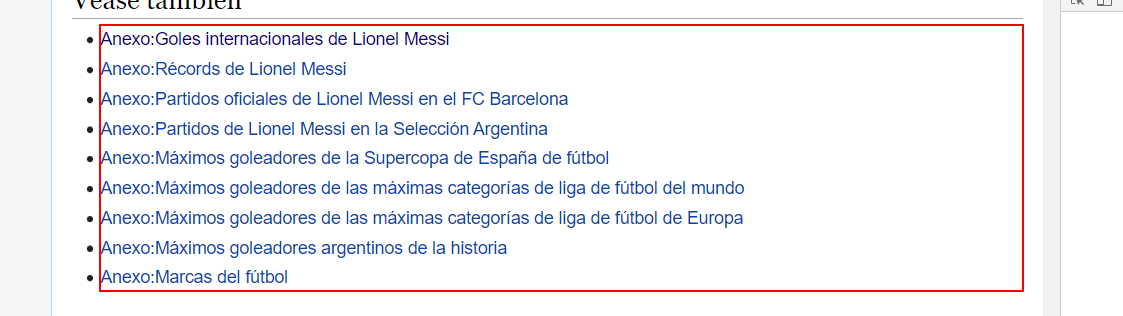 Véase también
Anexo:Goles internacionales de Lionel Messi
Anexo:Récords de Lionel Messi
Anexo:Partidos oficiales de Lionel Messi en el FC Barcelona
Anexo:Partidos de Lionel Messi en la Selección Argentina
Anexo:Máximos goleadores de la Supercopa de España de fútbol
Anexo:Máximos goleadores de las máximas categorías de liga de fútbol del mundo
Anexo:Máximos goleadores de las máximas categorías de liga de fútbol de Europa
Anexo:Máximos goleadores argentinos de la historia
Anexo:Marcas del fútbol